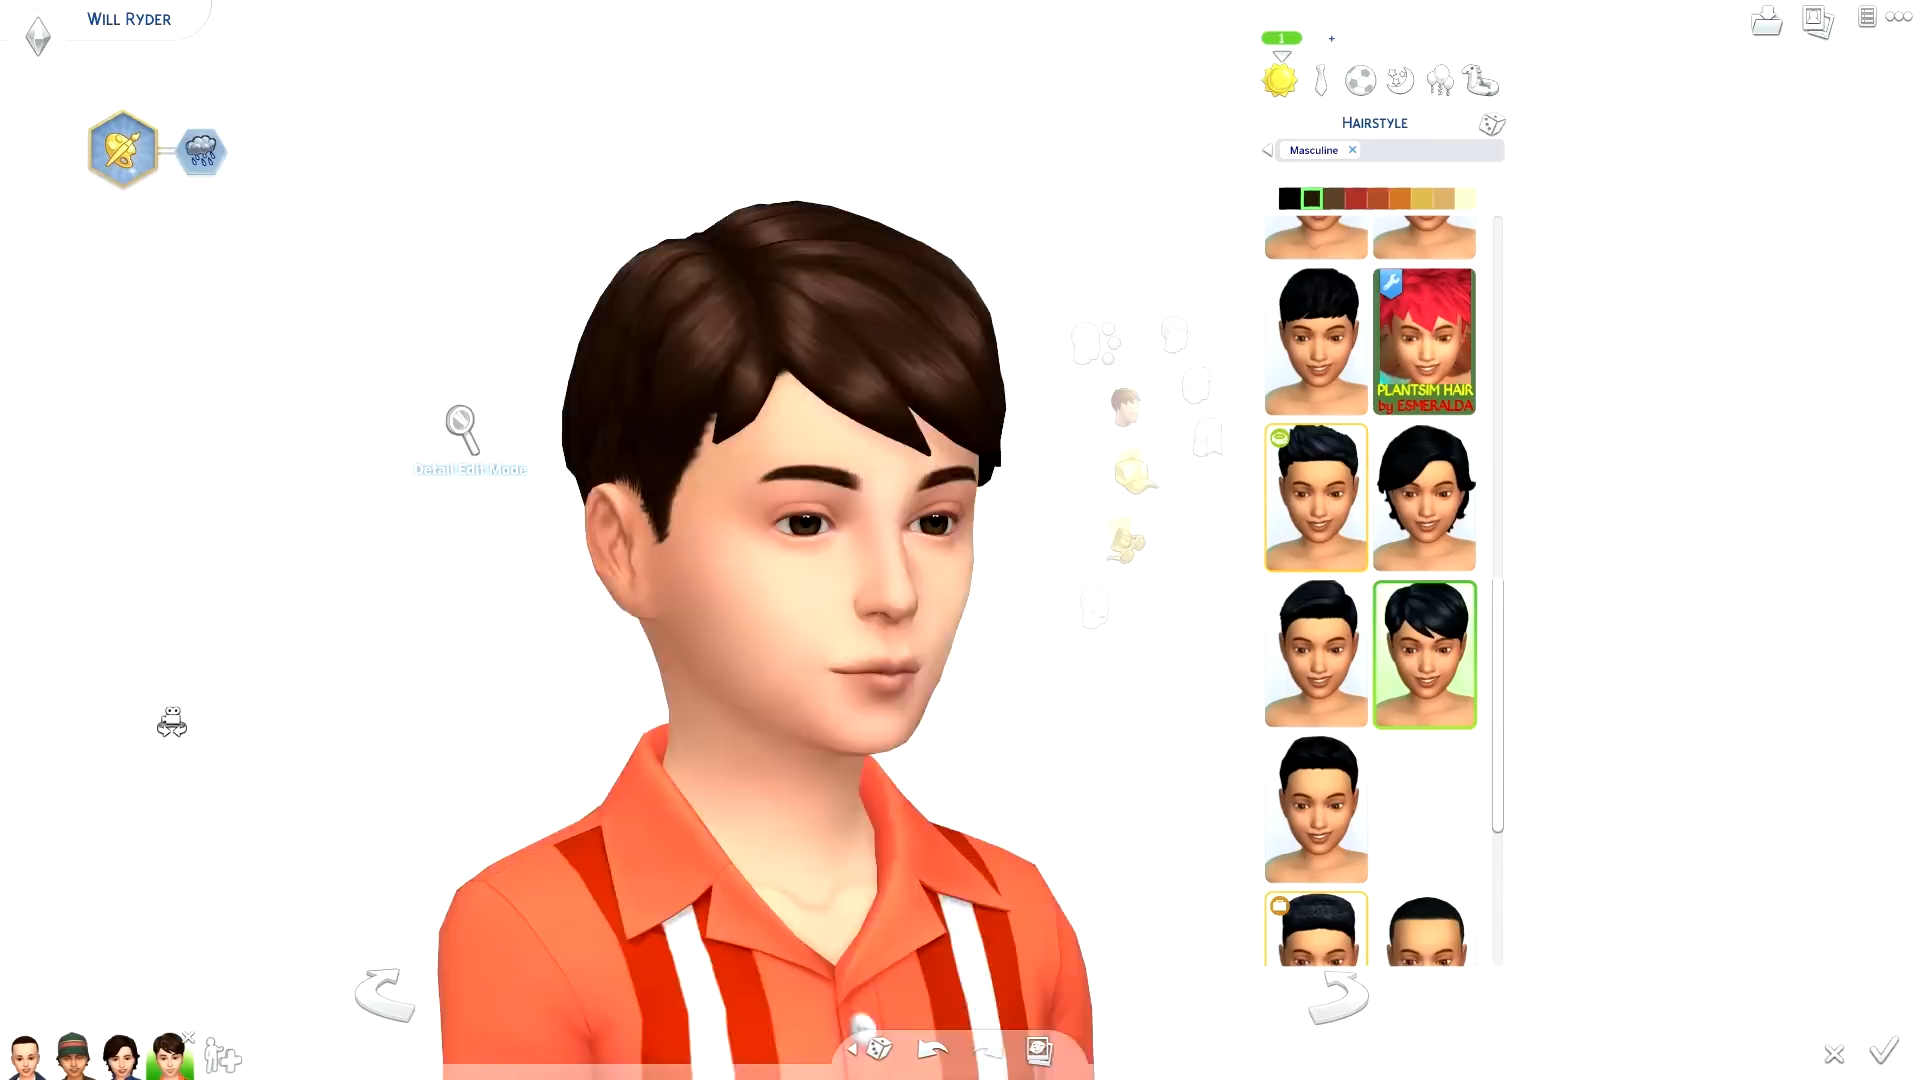 WILL RYDER
1 +
HAIRSTYLE
Masculine ×
PLANTSIM HAIR
by ESMERALDA
Detail Edit Mode